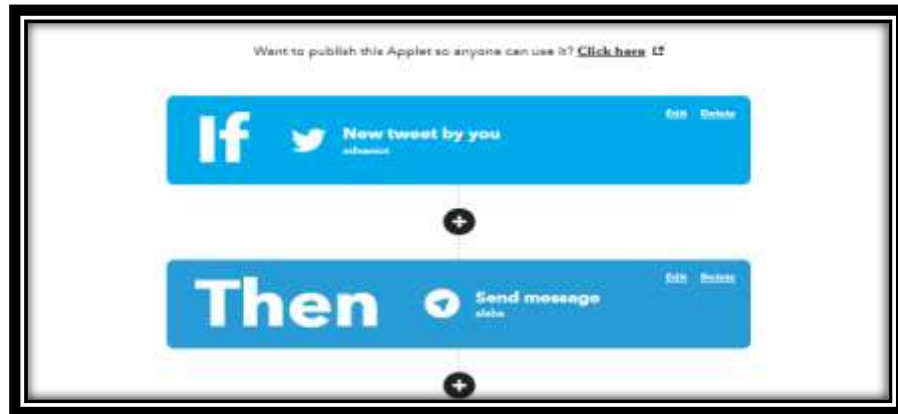 Want to publish this Applet so anyone can use it? Click here
If
New tweet by you
Edit Delete
Then
Send message
Edit Delete